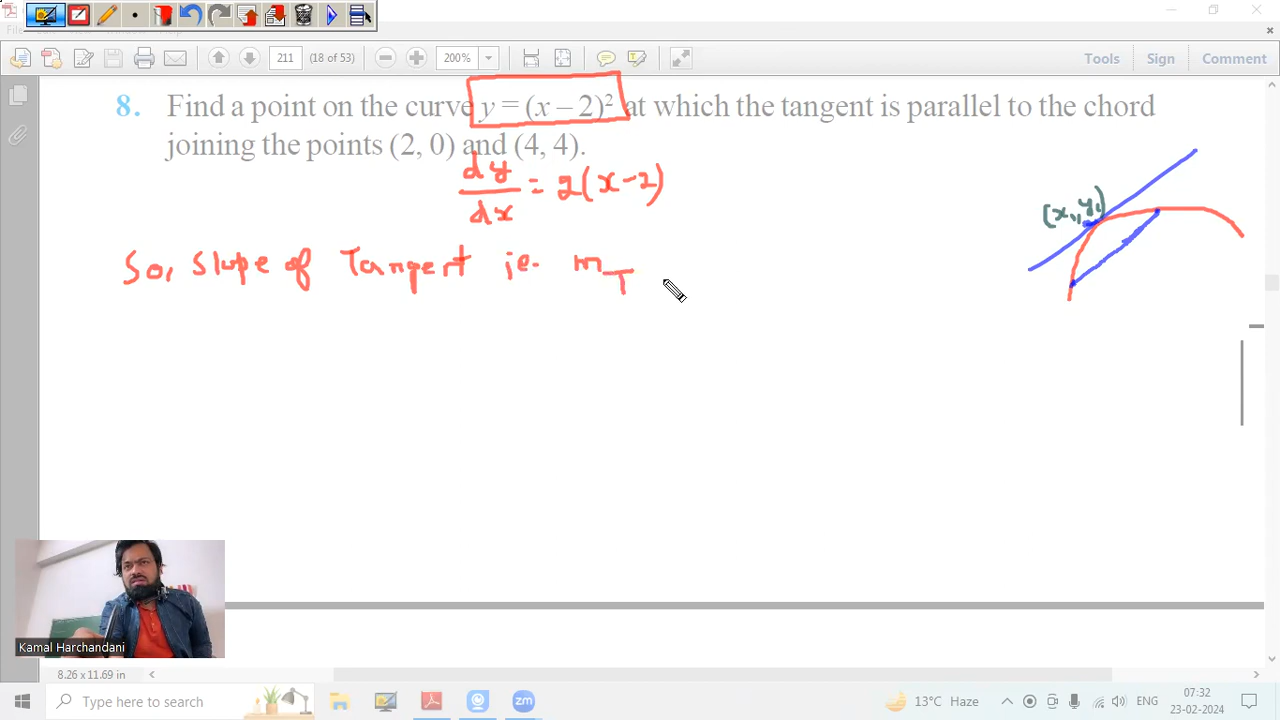 211
(18 of 53)
200%
Tools
Sign
Comment
8. Find a point on the curve y = (x – 2)² at which the tangent is parallel to the chord
joining the points (2, 0) and (4, 4).
dy/dx = 2(x-2)
(x₁, y₁)
So, Slope of Tangent ie. m_T
Kamal Harchandani
8.26 x 11.69 in
Type here to search
zm
13°C Haze
ENG
07:32
23-02-2024